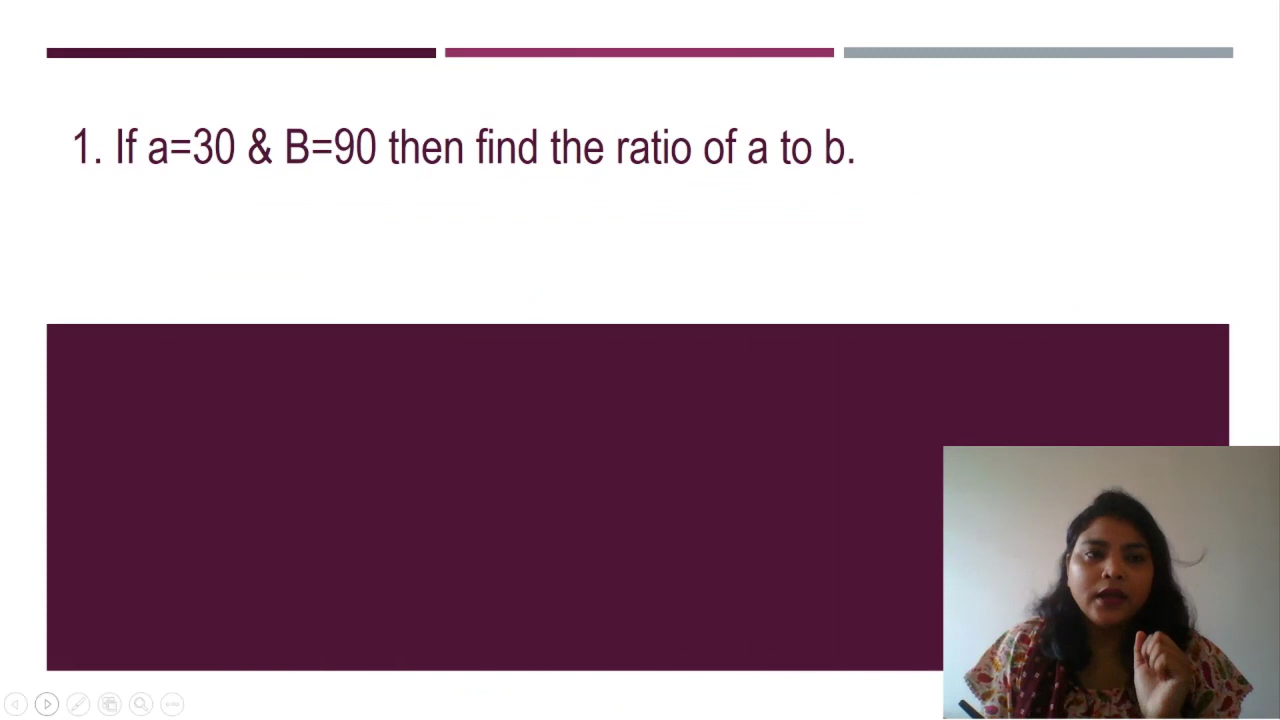 1. If a=30 & B=90 then find the ratio of a to b.